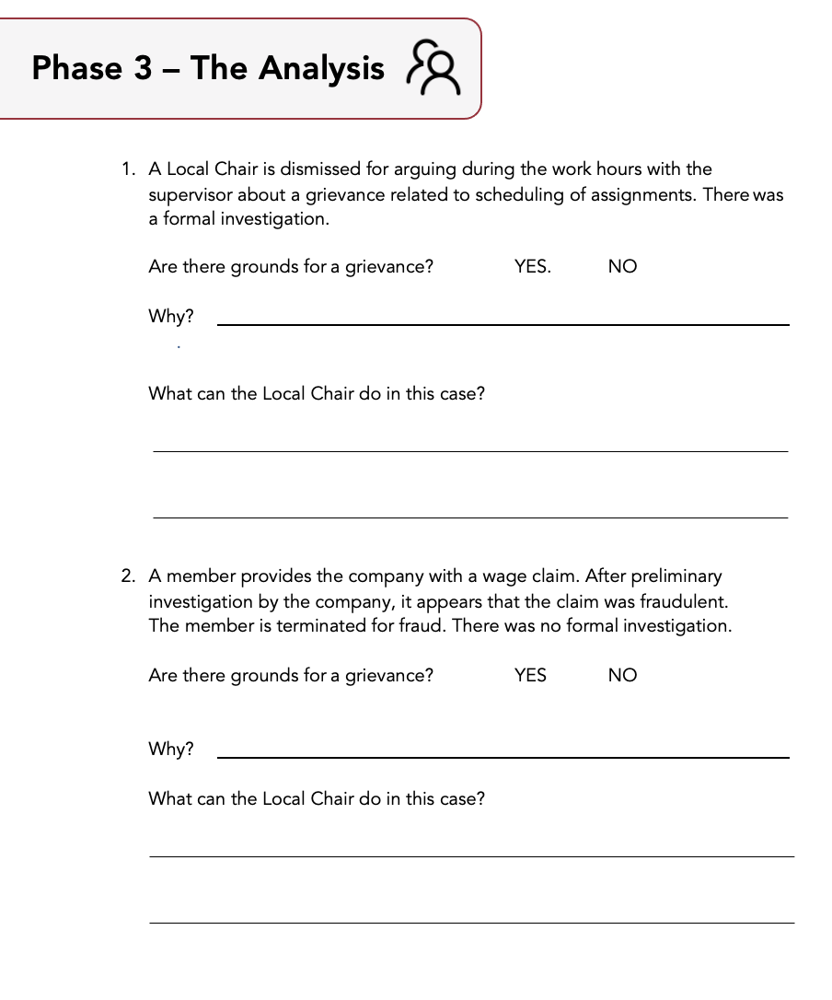 Phase 3 – The Analysis
1. A Local Chair is dismissed for arguing during the work hours with the
supervisor about a grievance related to scheduling of assignments. There was
a formal investigation.
Are there grounds for a grievance? YES. NO
Why?
.
What can the Local Chair do in this case?
2. A member provides the company with a wage claim. After preliminary
investigation by the company, it appears that the claim was fraudulent.
The member is terminated for fraud. There was no formal investigation.
Are there grounds for a grievance? YES NO
Why?
What can the Local Chair do in this case?